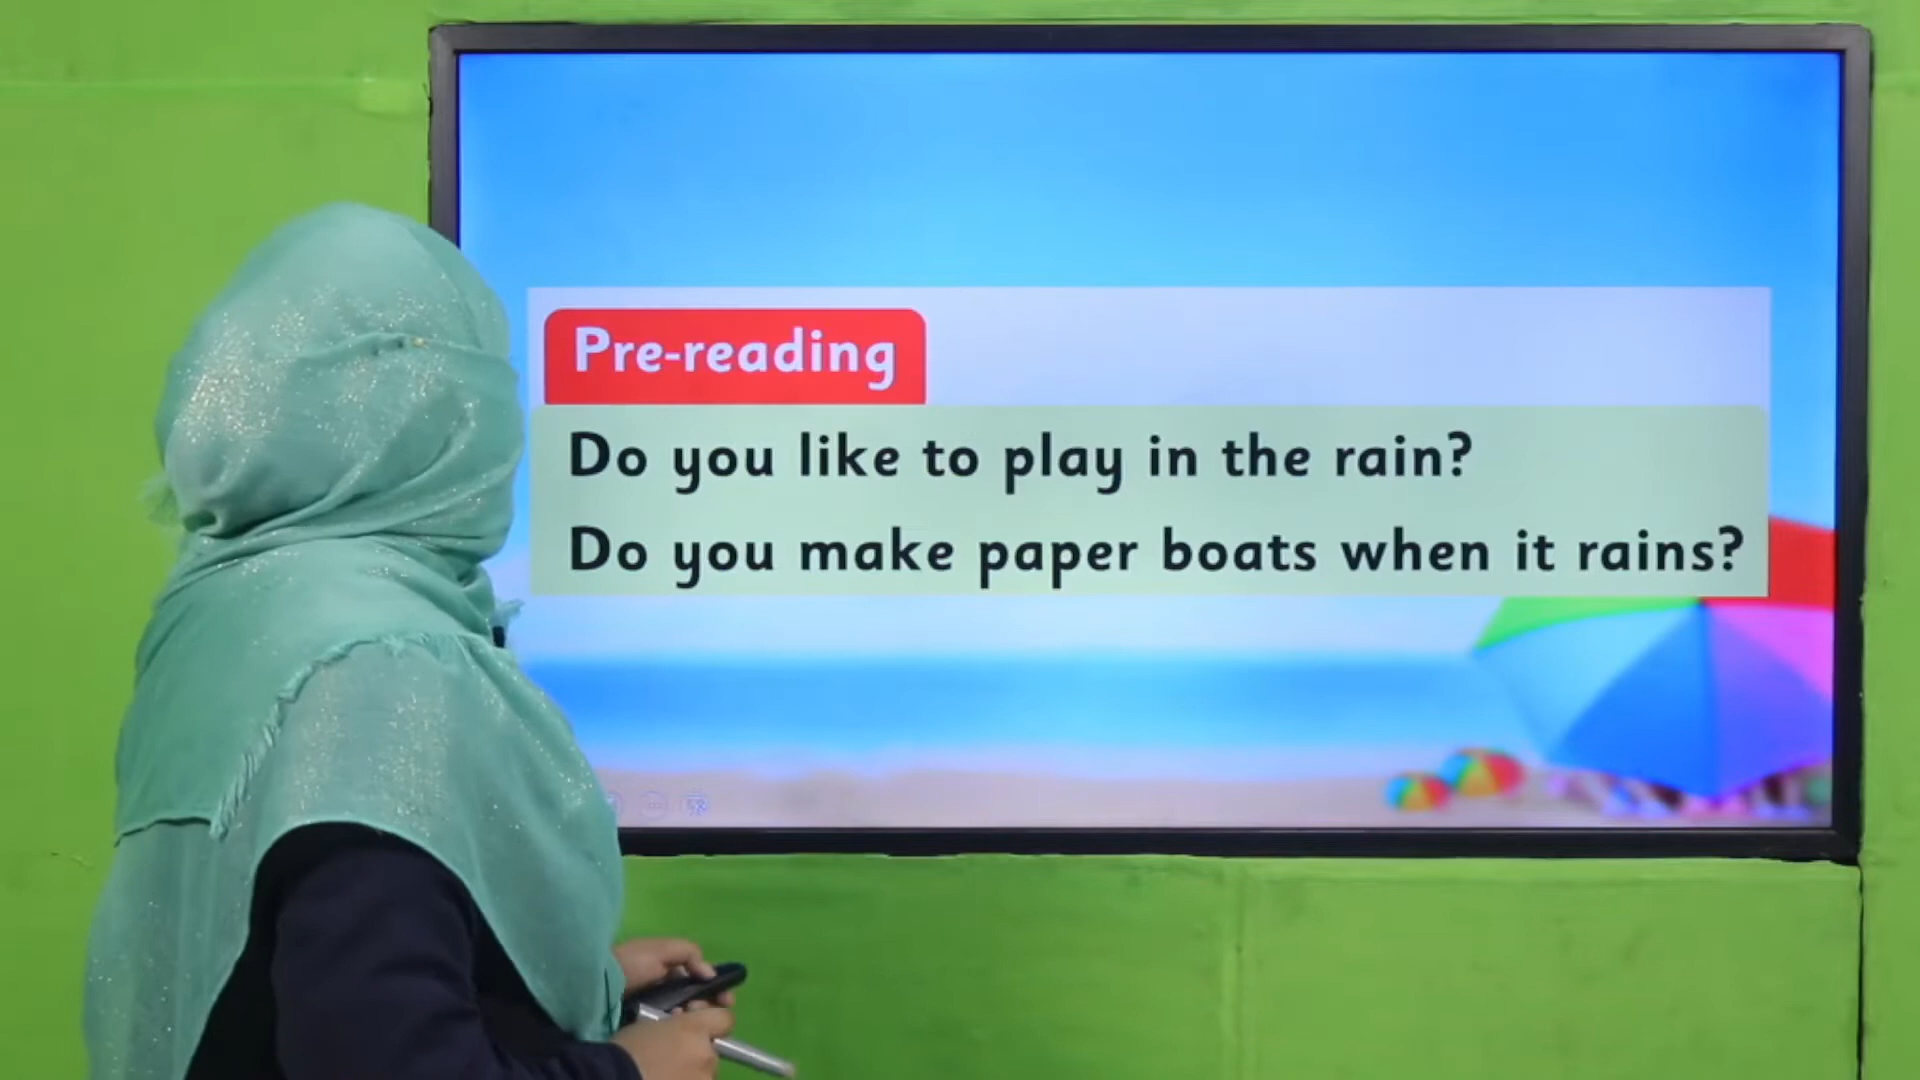 Pre-reading
Do you like to play in the rain?
Do you make paper boats when it rains?